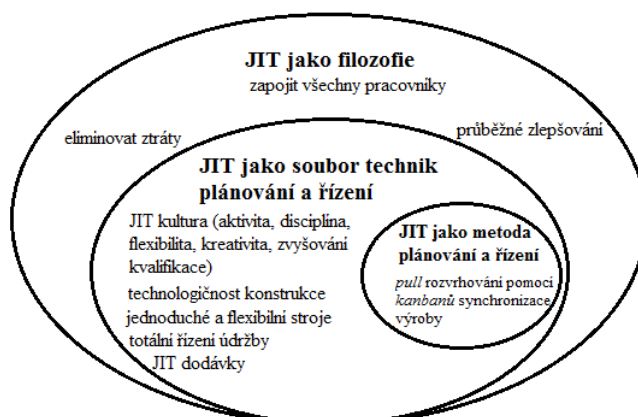 JIT jako filozofie
zapojit všechny pracovníky
eliminovat ztráty
průběžné zlepšování
JIT jako soubor technik
plánování a řízení
JIT kultura (aktivita, disciplína,
flexibilita, kreativita, zvyšování
kvalifikace)
technologičnost konstrukce
jednoduché a flexibilní stroje
totální řízení údržby
JIT dodávky
JIT jako metoda
plánování a řízení
pull rozvrhování pomocí
kanbanů synchronizace
výroby